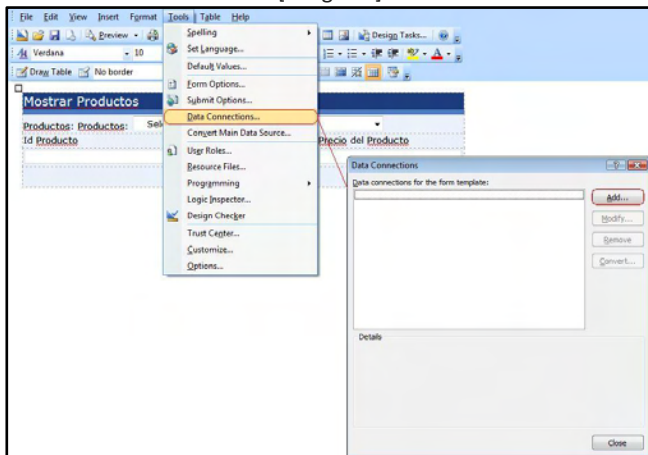 File Edit View Insert Format Tools Table Help
Preview Design Tasks...
Verdana 10
Draw Table No border
Spelling
Set Language...
Default Values...
Form Options...
Submit Options...
Data Connections...
Convert Main Data Source...
User Roles...
Resource Files...
Programming
Logic Inspector...
Design Checker
Trust Center...
Customize...
Options...
Mostrar Productos
Productos: Productos: Sele
Id Producto Precio del Producto
Data Connections
Data connections for the form template:
Add...
Modify...
Remove
Convert...
Details
Close